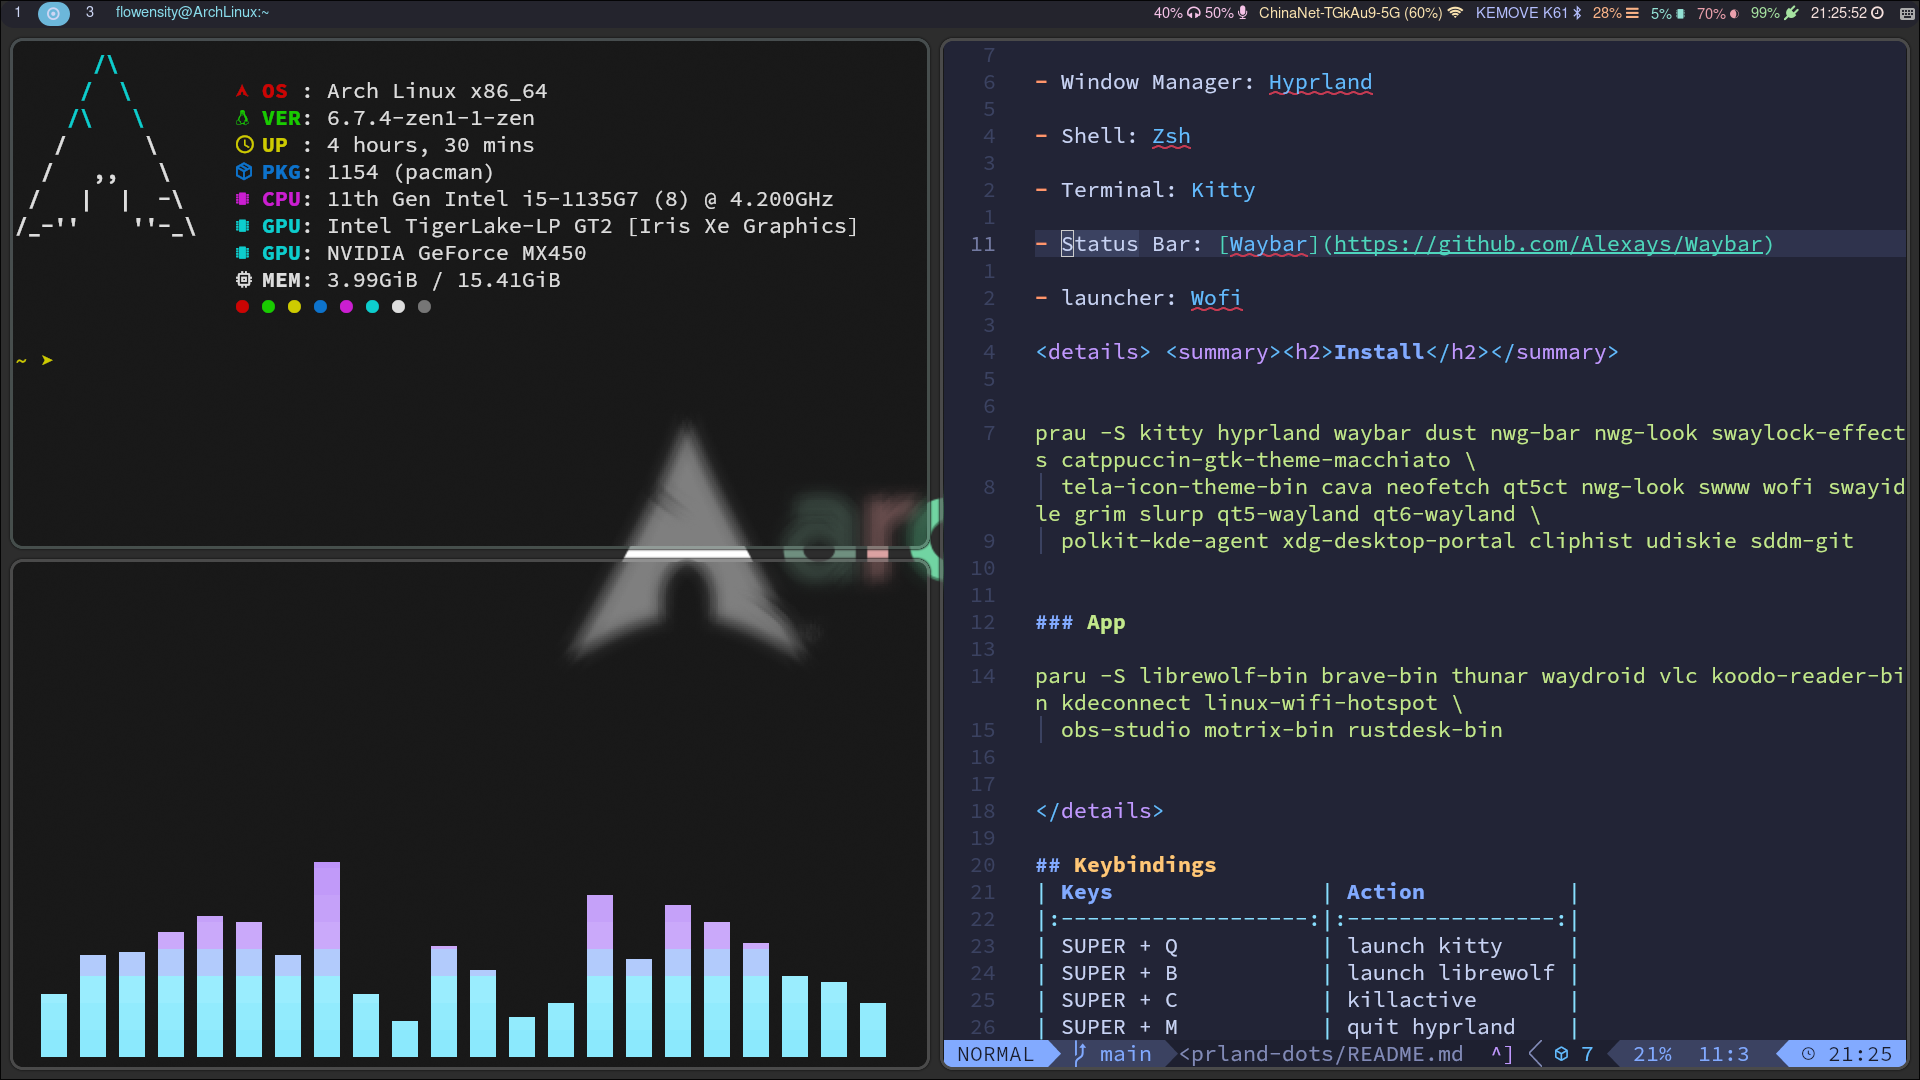 1 3 flowensity@ArchLinux:~ 40% 50% ChinaNet-TGkAu9-5G (60%) KEMOVE K61 28% 5% 70% 99% 21:25:52
OS : Arch Linux x86_64
VER: 6.7.4-zen1-1-zen
UP : 4 hours, 30 mins
PKG: 1154 (pacman)
CPU: 11th Gen Intel i5-1135G7 (8) @ 4.200GHz
GPU: Intel TigerLake-LP GT2 [Iris Xe Graphics]
GPU: NVIDIA GeForce MX450
MEM: 3.99GiB / 15.41GiB
~ ➤
arc
7
6 - Window Manager: Hyprland
5
4 - Shell: Zsh
3
2 - Terminal: Kitty
1
11 - Status Bar: [Waybar](https://github.com/Alexays/Waybar)
1
2 - launcher: Wofi
3
4 <details> <summary><h2>Install</h2></summary>
5
6
7 prau -S kitty hyprland waybar dust nwg-bar nwg-look swaylock-effect
s catppuccin-gtk-theme-macchiato \
8 tela-icon-theme-bin cava neofetch qt5ct nwg-look swww wofi swayid
le grim slurp qt5-wayland qt6-wayland \
9 polkit-kde-agent xdg-desktop-portal cliphist udiskie sddm-git
10
11
12 ### App
13
14 paru -S librewolf-bin brave-bin thunar waydroid vlc koodo-reader-bi
n kdeconnect linux-wifi-hotspot \
15 obs-studio motrix-bin rustdesk-bin
16
17
18 </details>
19
20 ## Keybindings
21 | Keys | Action |
22 |:-------------------:|:----------------:|
23 | SUPER + Q | launch kitty |
24 | SUPER + B | launch librewolf |
25 | SUPER + C | killactive |
26 | SUPER + M | quit hyprland |
NORMAL main <prland-dots/README.md ^] 7 21% 11:3 21:25